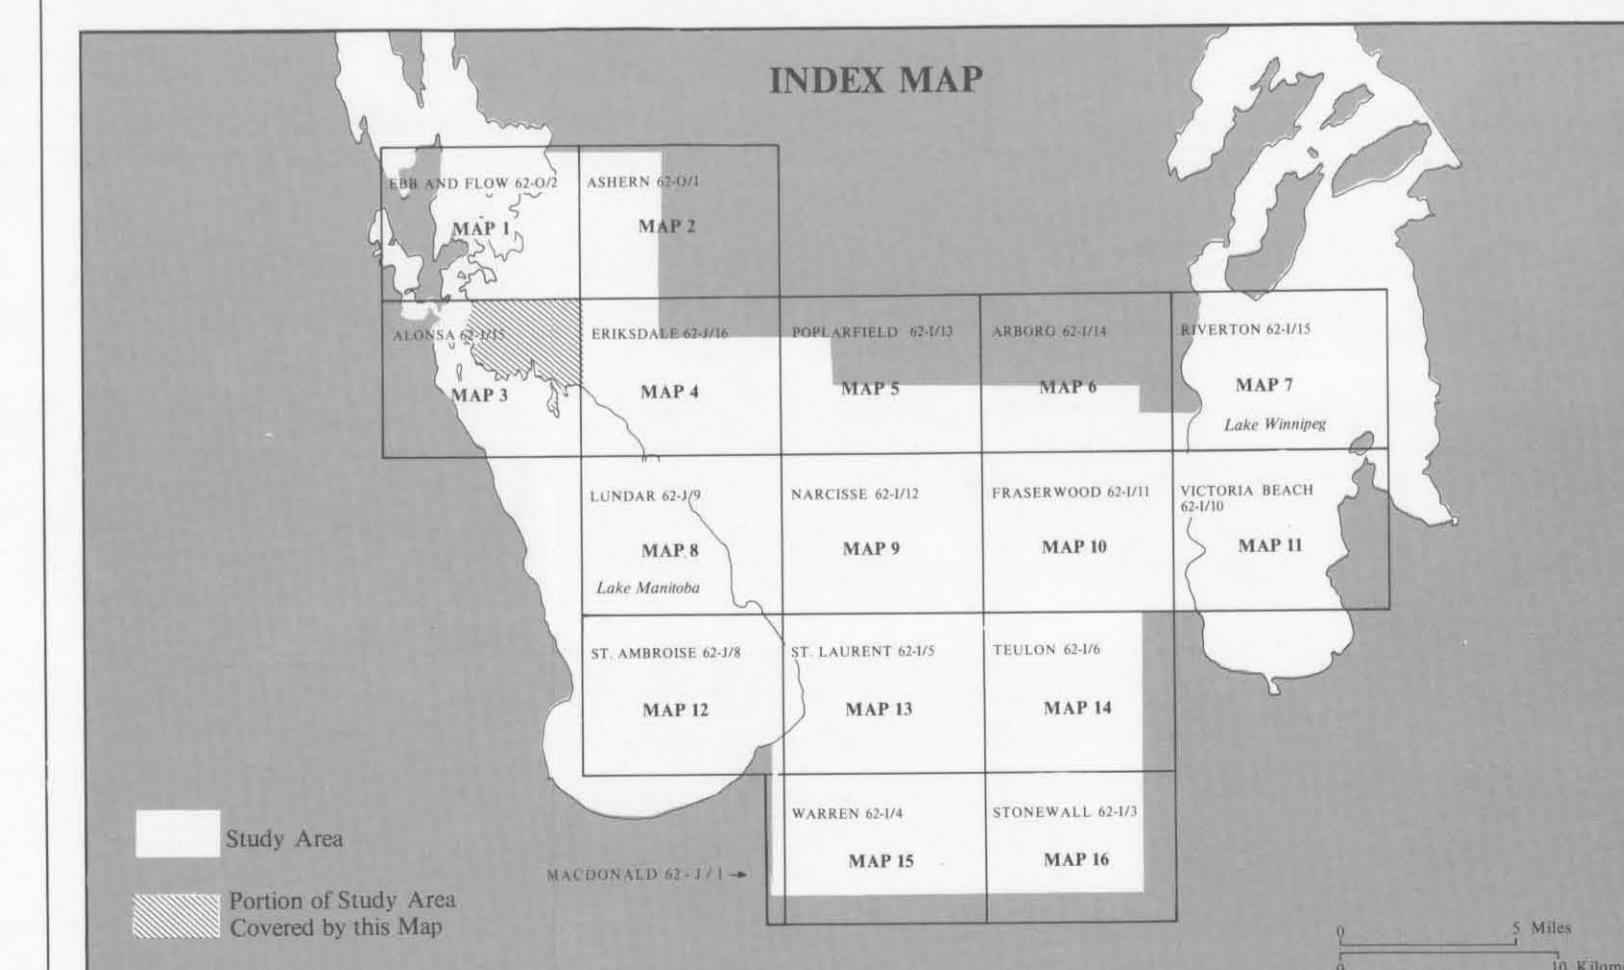 INDEX MAP
EBB AND FLOW 62-O/2
MAP 1
ASHERN 62-O/1
MAP 2
ALONSA 62-J/15
MAP 3
ERIKSDALE 62-J/16
MAP 4
POPLARFIELD 62-I/13
MAP 5
ARBORG 62-I/14
MAP 6
RIVERTON 62-I/15
MAP 7
Lake Winnipeg
LUNDAR 62-J/9
MAP 8
Lake Manitoba
NARCISSE 62-I/12
MAP 9
FRASERWOOD 62-I/11
MAP 10
VICTORIA BEACH
62-I/10
MAP 11
ST. AMBROISE 62-J/8
MAP 12
ST. LAURENT 62-I/5
MAP 13
TEULON 62-I/6
MAP 14
WARREN 62-I/4
MAP 15
STONEWALL 62-I/3
MAP 16
MACDONALD 62-J/1 →
Study Area
Portion of Study Area
Covered by this Map
0 5 Miles
0 10 Kilom